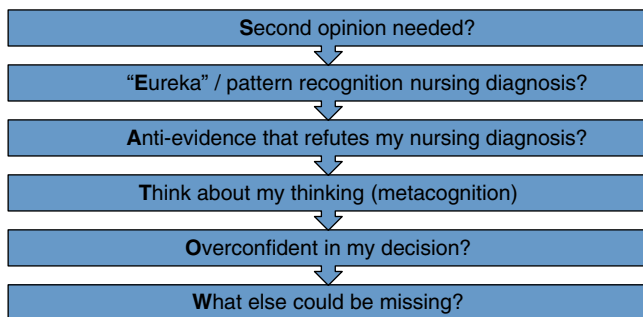 Second opinion needed?
“Eureka” / pattern recognition nursing diagnosis?
Anti-evidence that refutes my nursing diagnosis?
Think about my thinking (metacognition)
Overconfident in my decision?
What else could be missing?